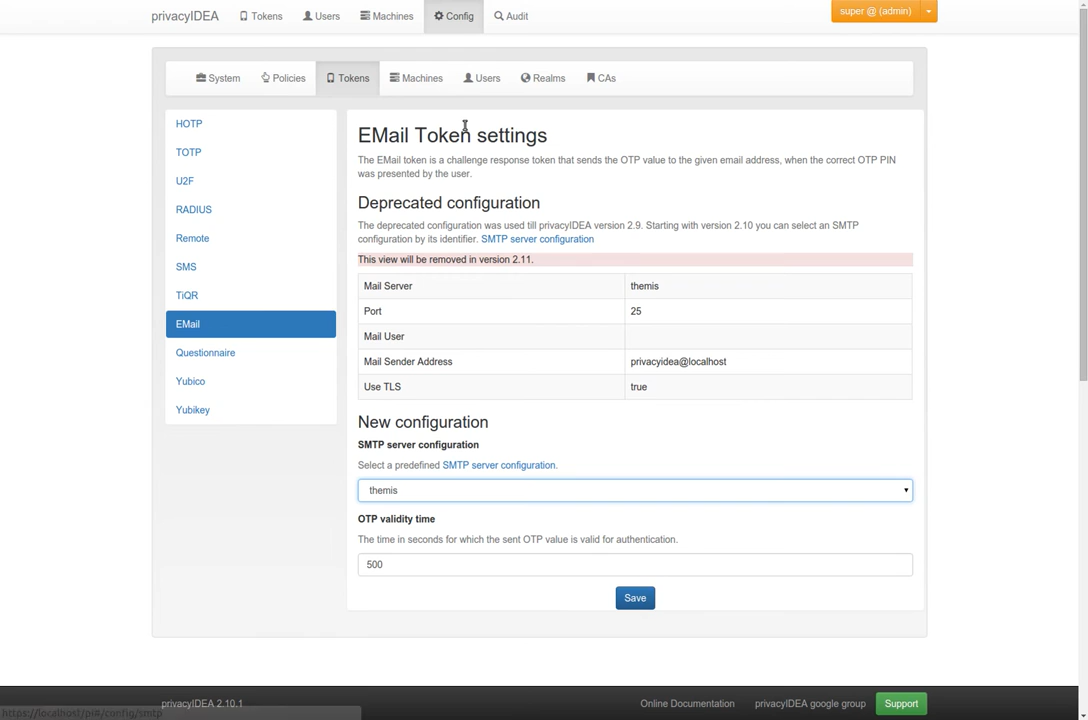 privacyIDEA Tokens Users Machines Config Audit super @ (admin)
System Policies Tokens Machines Users Realms CAs
HOTP
TOTP
U2F
RADIUS
Remote
SMS
TiQR
EMail
Questionnaire
Yubico
Yubikey
EMail Token settings
The EMail token is a challenge response token that sends the OTP value to the given email address, when the correct OTP PIN
was presented by the user.
Deprecated configuration
The deprecated configuration was used till privacyIDEA version 2.9. Starting with version 2.10 you can select an SMTP
configuration by its identifier. SMTP server configuration
This view will be removed in version 2.11.
Mail Server themis
Port 25
Mail User
Mail Sender Address privacyidea@localhost
Use TLS true
New configuration
SMTP server configuration
Select a predefined SMTP server configuration.
themis
OTP validity time
The time in seconds for which the sent OTP value is valid for authentication.
500
Save
privacyIDEA 2.10.1 Online Documentation privacyIDEA google group Support
https://localhost/pi#/config/smtp